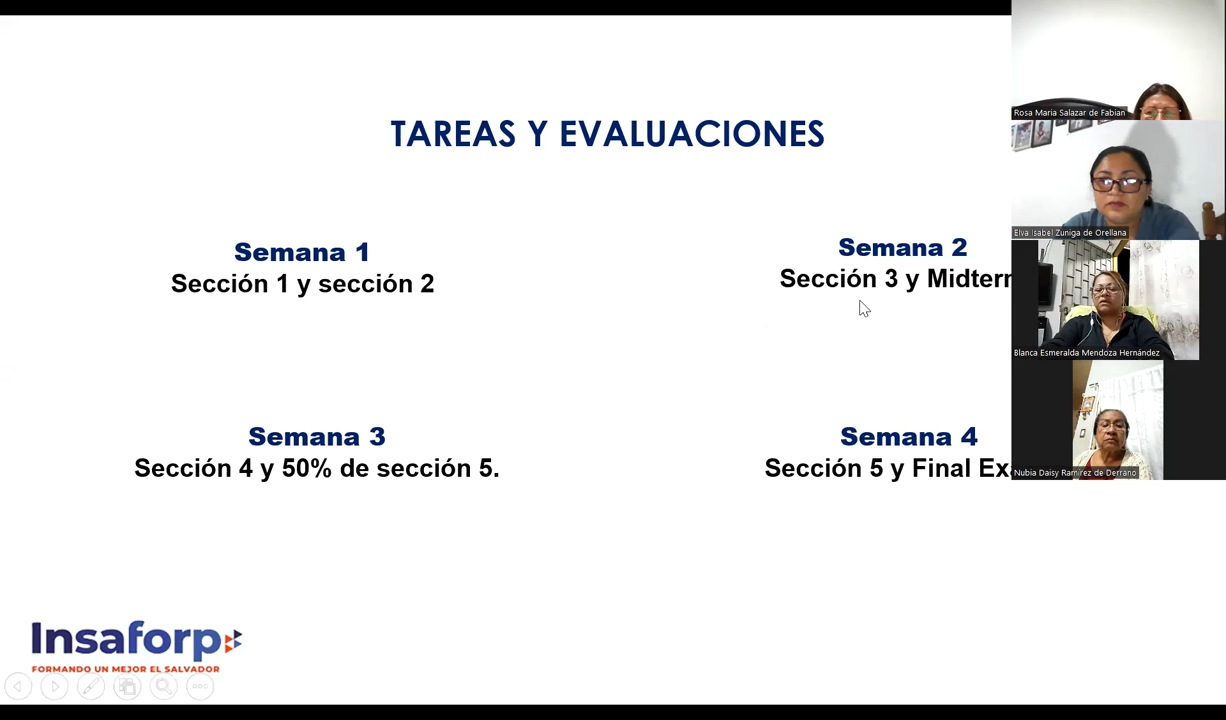 TAREAS Y EVALUACIONES
Semana 1
Sección 1 y sección 2
Semana 2
Sección 3 y Midterm
Semana 3
Sección 4 y 50% de sección 5.
Semana 4
Sección 5 y Final Ex
Insaforp
FORMANDO UN MEJOR EL SALVADOR
Rosa Maria Salazar de Fabian
Elva Isabel Zuniga de Orellana
Blanca Esmeralda Mendoza Hernández
Nubia Daisy Ramirez de Derrano